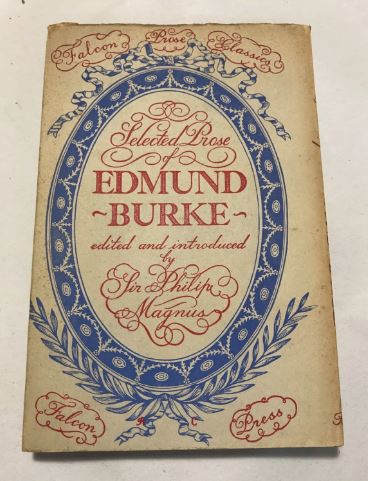 Falcon Prose Classics
Selected Prose
of
EDMUND
~BURKE~
edited and introduced
by
Sir Philip
Magnus
Falcon Press